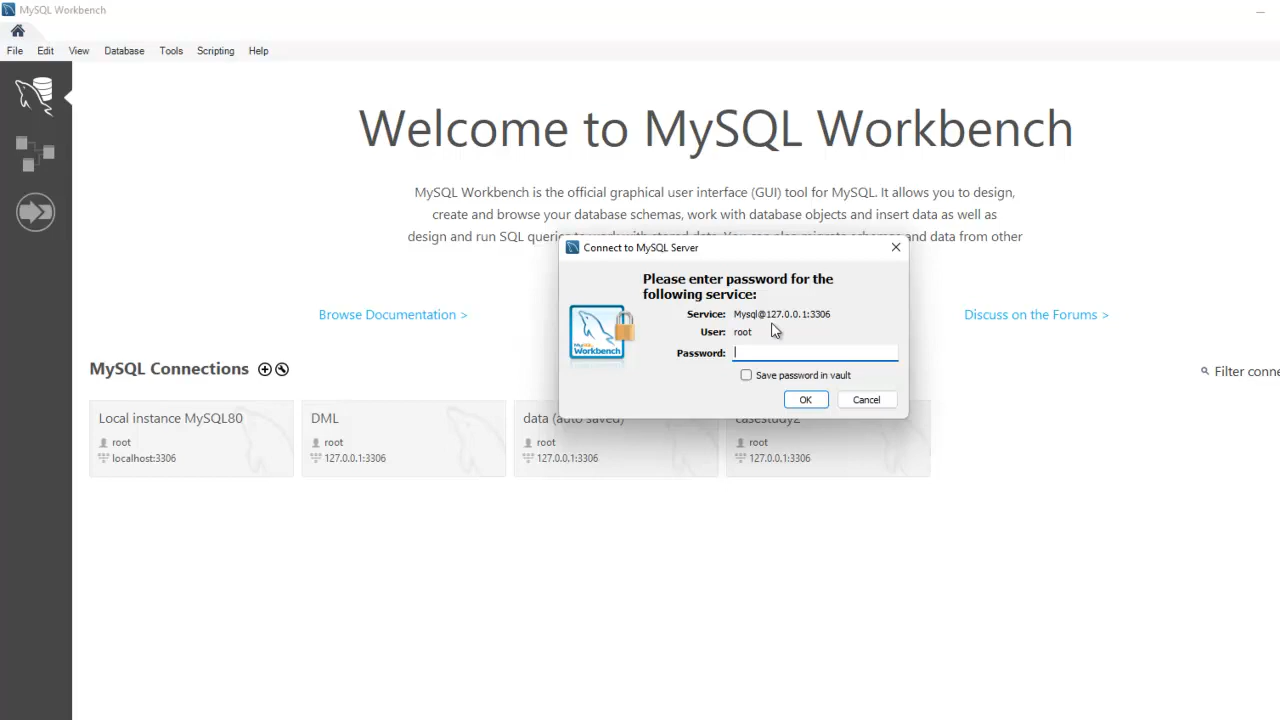 MySQL Workbench
File Edit View Database Tools Scripting Help
Welcome to MySQL Workbench
MySQL Workbench is the official graphical user interface (GUI) tool for MySQL. It allows you to design,
create and browse your database schemas, work with database objects and insert data as well as
design and run SQL and data from other
Connect to MySQL Server
Please enter password for the
following service:
Service: Mysql@127.0.0.1:3306
User: root
Password:
Save password in vault
OK Cancel
MySQL
Workbench
Browse Documentation >
Discuss on the Forums >
MySQL Connections
Filter conne
Local instance MySQL80
root
localhost:3306
DML
root
127.0.0.1:3306
data (auto saved)
root
127.0.0.1:3306
casestudy2
root
127.0.0.1:3306